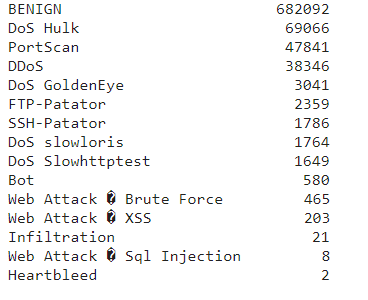 BENIGN 682092
DoS Hulk 69066
PortScan 47841
DDoS 38346
DoS GoldenEye 3041
FTP-Patator 2359
SSH-Patator 1786
DoS slowloris 1764
DoS Slowhttptest 1649
Bot 580
Web Attack � Brute Force 465
Web Attack � XSS 203
Infiltration 21
Web Attack � Sql Injection 8
Heartbleed 2